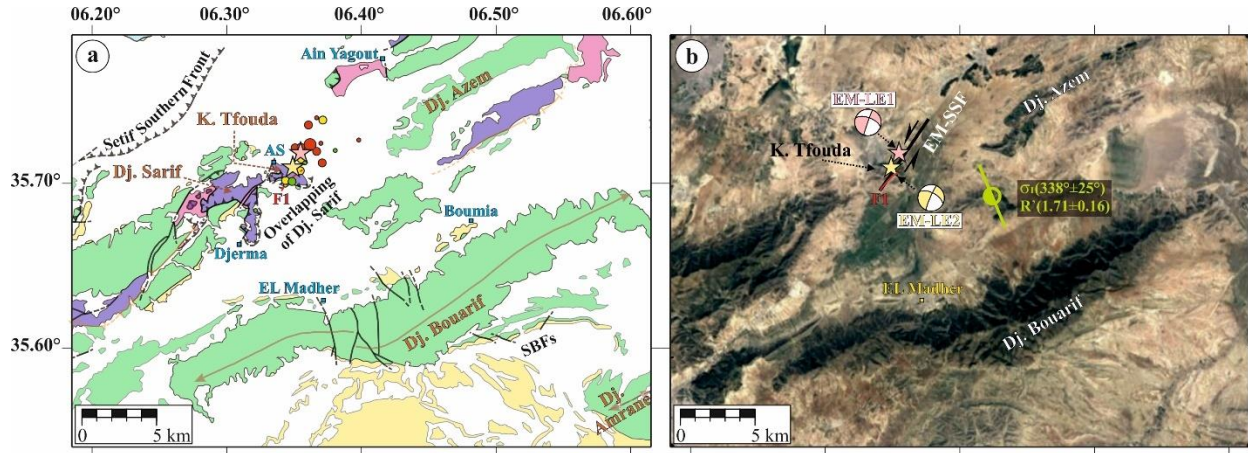 06.20°
06.30°
06.40°
06.50°
06.60°
35.70°
35.60°
a
Setif Southern Front
Ain Yagout
Dj. Azem
K. Tfouda
AS
Dj. Sarif
F1
Overlapping
of Dj. Sarif
Boumia
Djerma
EL Madher
Dj. Bouarif
SBFs
Dj.
Amrane
0
5 km
b
EM-LE1
EM-SSF
Dj. Azem
K. Tfouda
F1
EM-LE2
σ1(338°±25°)
R`(1.71±0.16)
EL Madher
Dj. Bouarif
0
5 km